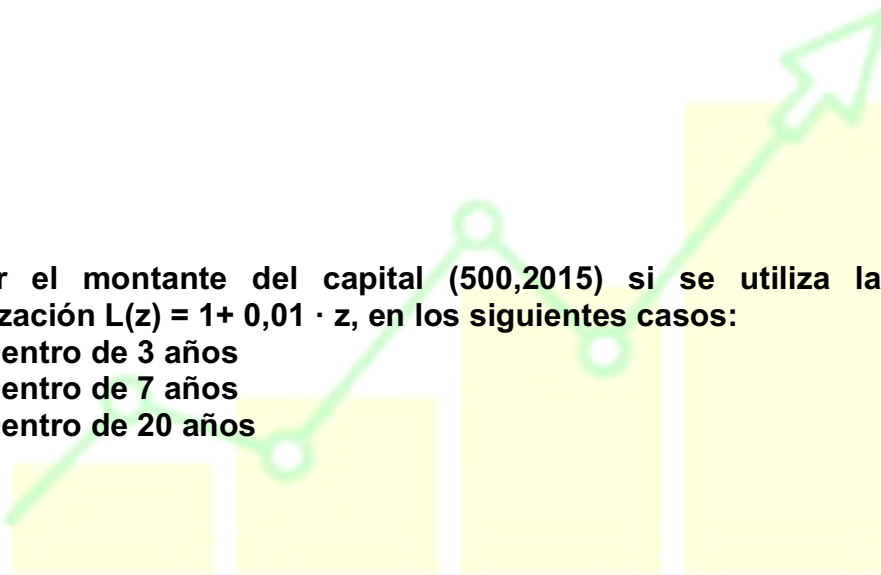 r el montante del capital (500,2015) si se utiliza la
zación L(z) = 1+ 0,01 · z, en los siguientes casos:
entro de 3 años
entro de 7 años
entro de 20 años